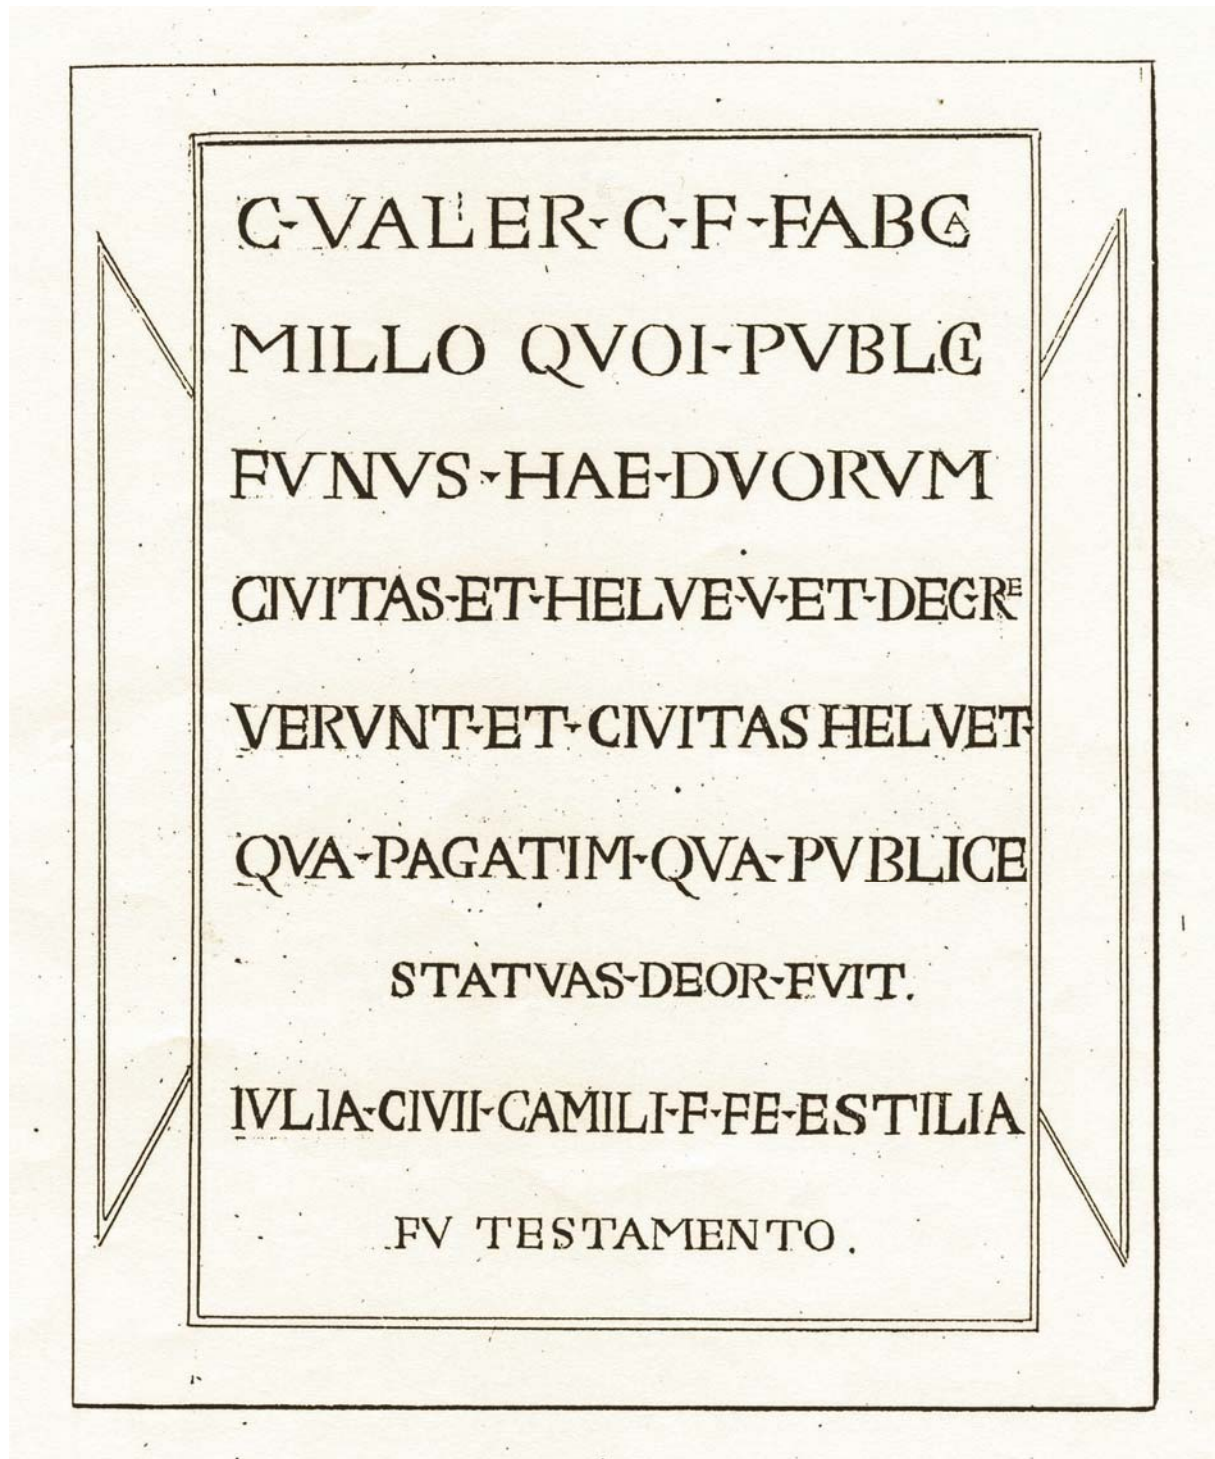 C-VALER-C-F-FABCA
MILLO QVOI-PVBLCI
FVNVS-HAE-DVORVM
CIVITAS-ET-HELVE-V-ET-DECRE
VERVNT-ET-CIVITAS HELVET-
QVA-PAGATIM-QVA-PVBLICE
STATVAS-DEOR-FVIT.
IVLIA-CIVII-CAMILI-F-FE-ESTILIA
FV TESTAMENTO.